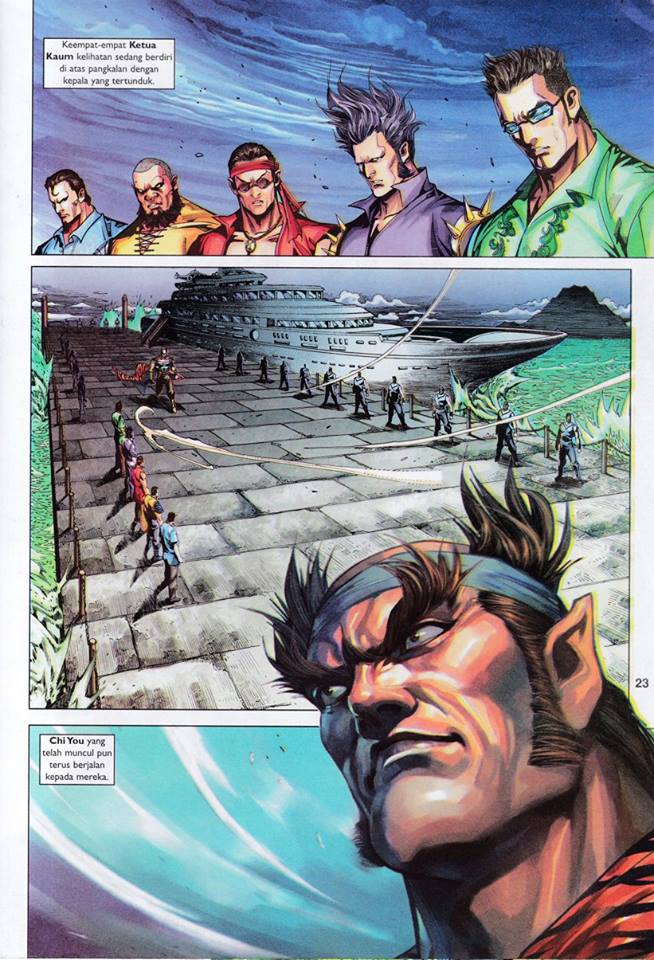 Keempat-empat Ketua
Kaum kelihatan sedang berdiri
di atas pangkalan dengan
kepala yang tertunduk.
23
Chi You yang
telah muncul pun
terus berjalan
kepada mereka.